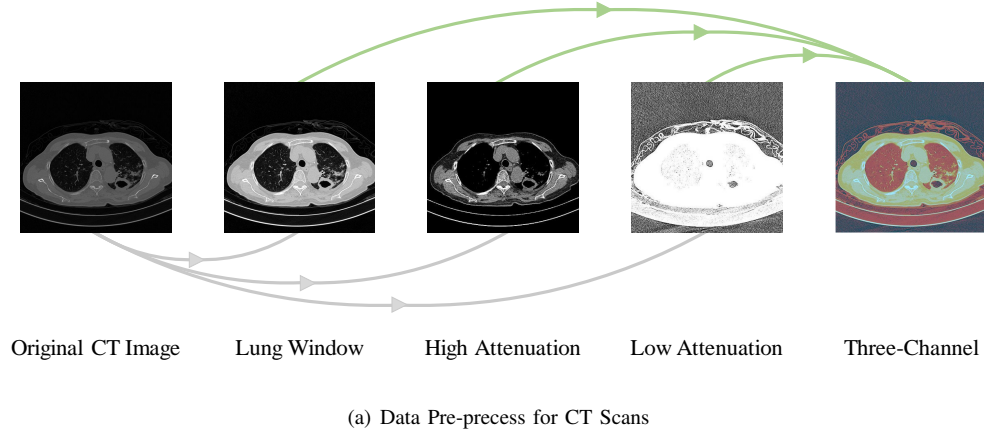 Original CT Image Lung Window High Attenuation Low Attenuation Three-Channel
(a) Data Pre-precess for CT Scans